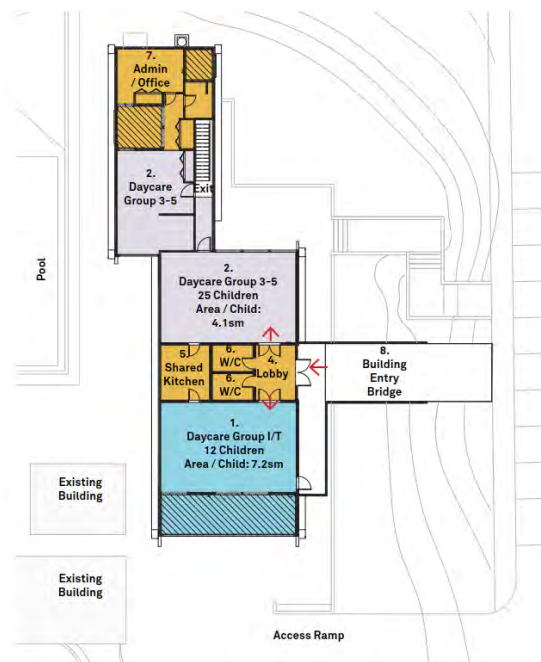 7.
Admin
/ Office
2.
Daycare
Group 3-5
Exit
Pool
2.
Daycare Group 3-5
25 Children
Area / Child:
4.1sm
5.
Shared
Kitchen
6.
W/C
6.
W/C
4.
Lobby
8.
Building
Entry
Bridge
1.
Daycare Group I/T
12 Children
Area / Child: 7.2sm
Existing
Building
Existing
Building
Access Ramp